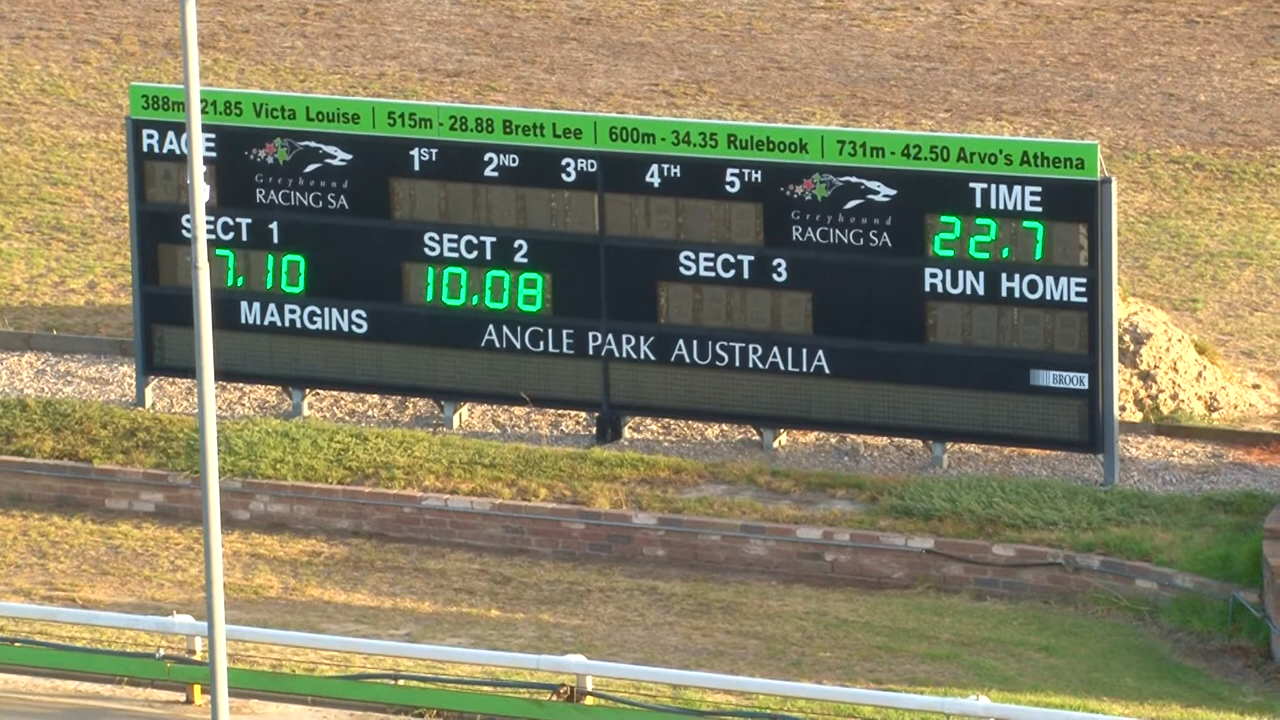 388m 21.85 Victa Louise | 515m - 28.88 Brett Lee | 600m - 34.35 Rulebook | 731m - 42.50 Arvo's Athena
RACE
Greyhound
RACING SA
1ST 2ND 3RD 4TH 5TH
Greyhound
RACING SA
TIME
22.7
SECT 1
7.10
SECT 2
10.08
SECT 3
RUN HOME
MARGINS
ANGLE PARK AUSTRALIA
BROOK